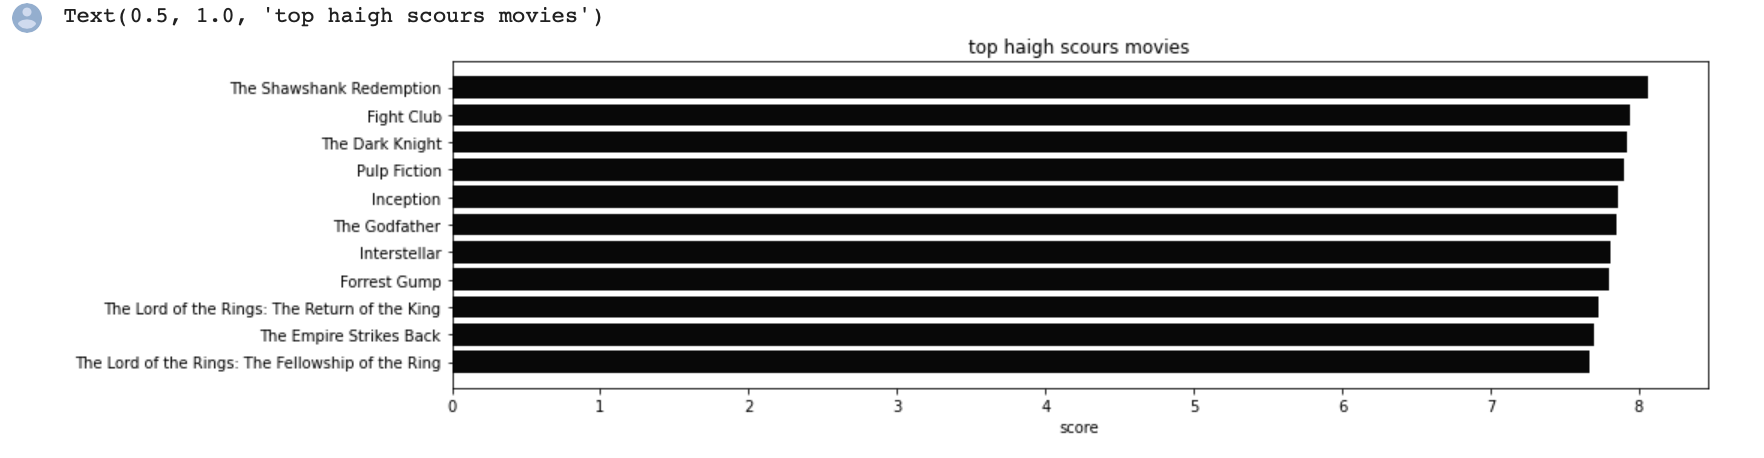 Text(0.5, 1.0, 'top haigh scours movies')
top haigh scours movies
The Shawshank Redemption
Fight Club
The Dark Knight
Pulp Fiction
Inception
The Godfather
Interstellar
Forrest Gump
The Lord of the Rings: The Return of the King
The Empire Strikes Back
The Lord of the Rings: The Fellowship of the Ring
0 1 2 3 4 5 6 7 8
score